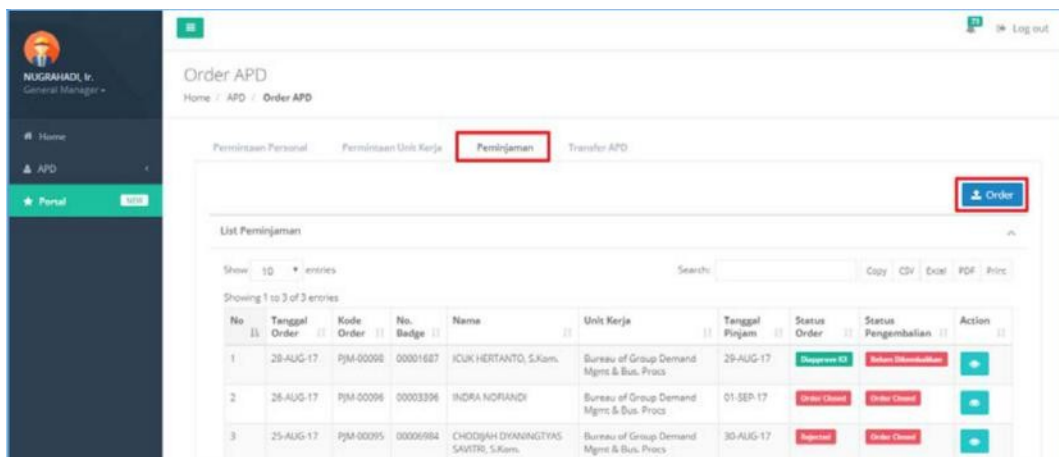 71
Log out
NUGRAHADI, Ir.
General Manager
Order APD
Home / APD / Order APD
Home
APD
Portal NEW
Permintaan Personal Permintaan Unit Kerja Peminjaman Transfer APD
Order
List Peminjaman
Show 10 entries Search: Copy CSV Excel PDF Print
Showing 1 to 3 of 3 entries
No Tanggal Order Kode Order No. Badge Nama Unit Kerja Tanggal Pinjam Status Order Status Pengembalian Action
1 28-AUG-17 PJM-00098 00001687 ICUK HERTANTO, S.Kom. Bureau of Group Demand Mgmt & Bus. Procs 29-AUG-17 Diapprove K3 Belum Dikembalikan
2 26-AUG-17 PJM-00096 00003396 INDRA NOFIANDI Bureau of Group Demand Mgmt & Bus. Procs 01-SEP-17 Order Closed Order Closed
3 25-AUG-17 PJM-00095 00006984 CHODIJAH DYANINGTYAS SAVITRI, S.Kom. Bureau of Group Demand Mgmt & Bus. Procs 30-AUG-17 Rejected Order Closed